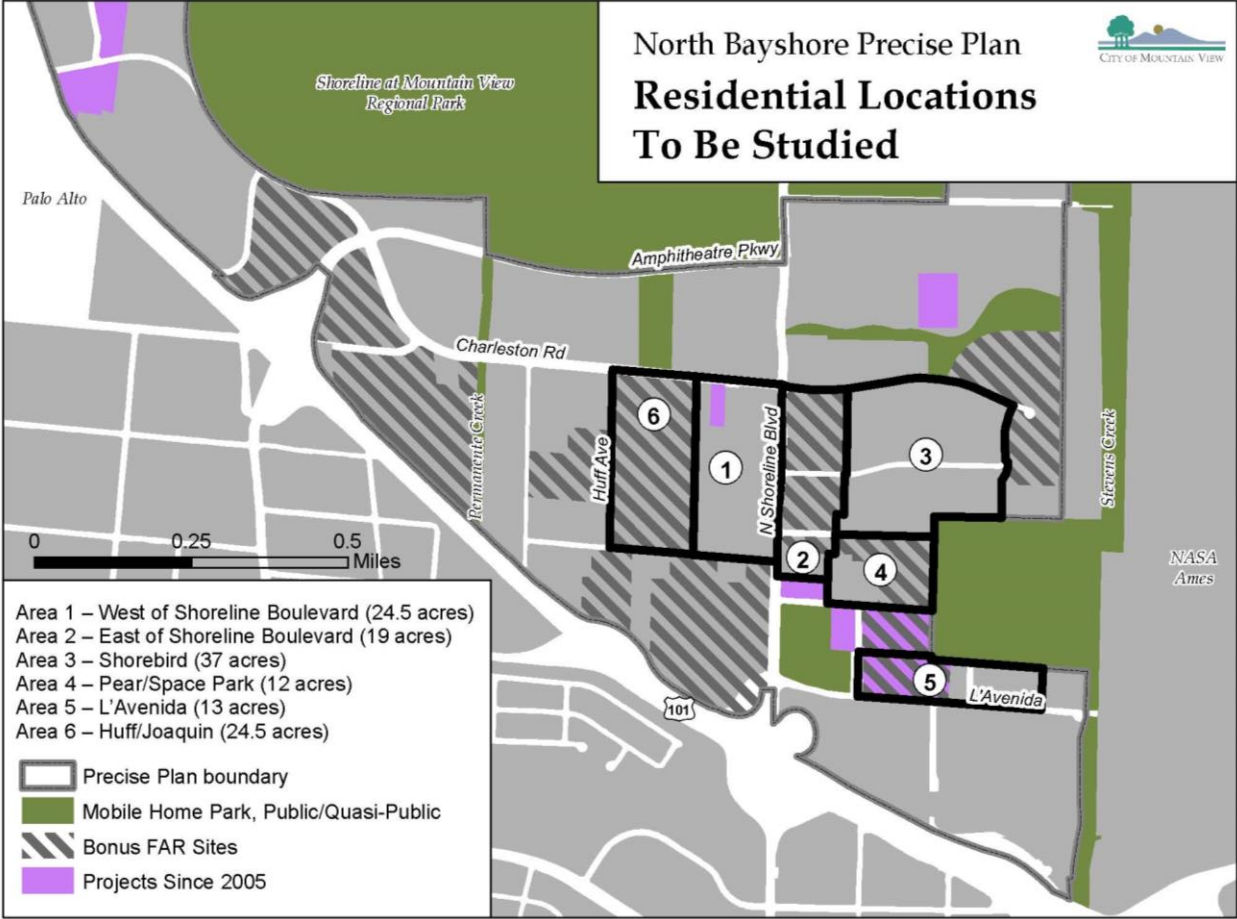 North Bayshore Precise Plan
Residential Locations
To Be Studied
CITY OF MOUNTAIN VIEW
Shoreline at Mountain View
Regional Park
Palo Alto
Amphitheatre Pkwy
Charleston Rd
Permanente Creek
Huff Ave
N Shoreline Blvd
Stevens Creek
NASA
Ames
6
1
3
2
4
5
L'Avenida
101
0 0.25 0.5
Miles
Area 1 – West of Shoreline Boulevard (24.5 acres)
Area 2 – East of Shoreline Boulevard (19 acres)
Area 3 – Shorebird (37 acres)
Area 4 – Pear/Space Park (12 acres)
Area 5 – L'Avenida (13 acres)
Area 6 – Huff/Joaquin (24.5 acres)
Precise Plan boundary
Mobile Home Park, Public/Quasi-Public
Bonus FAR Sites
Projects Since 2005